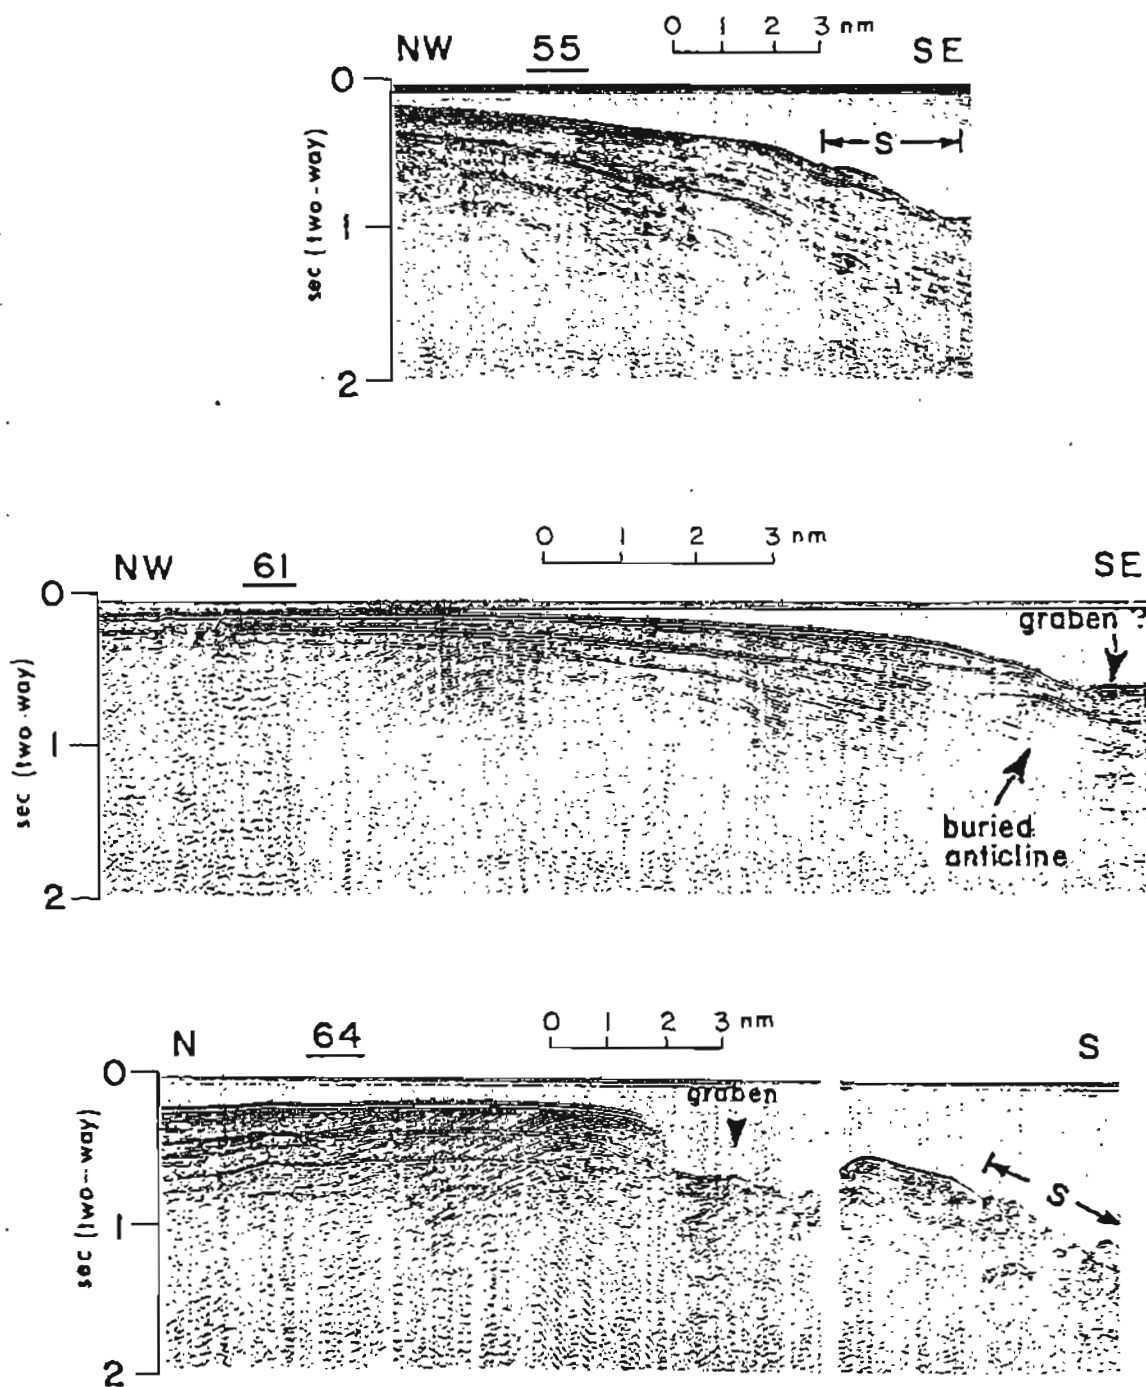 0 1 2 3 nm
NW 55 SE
0
S
sec (two-way)
1
2
0 1 2 3 nm
NW 61 SE
0
graben
sec (two way)
1
buried
anticline
2
0 1 2 3 nm
N 64 S
0
graben
sec (two-way)
S
1
2